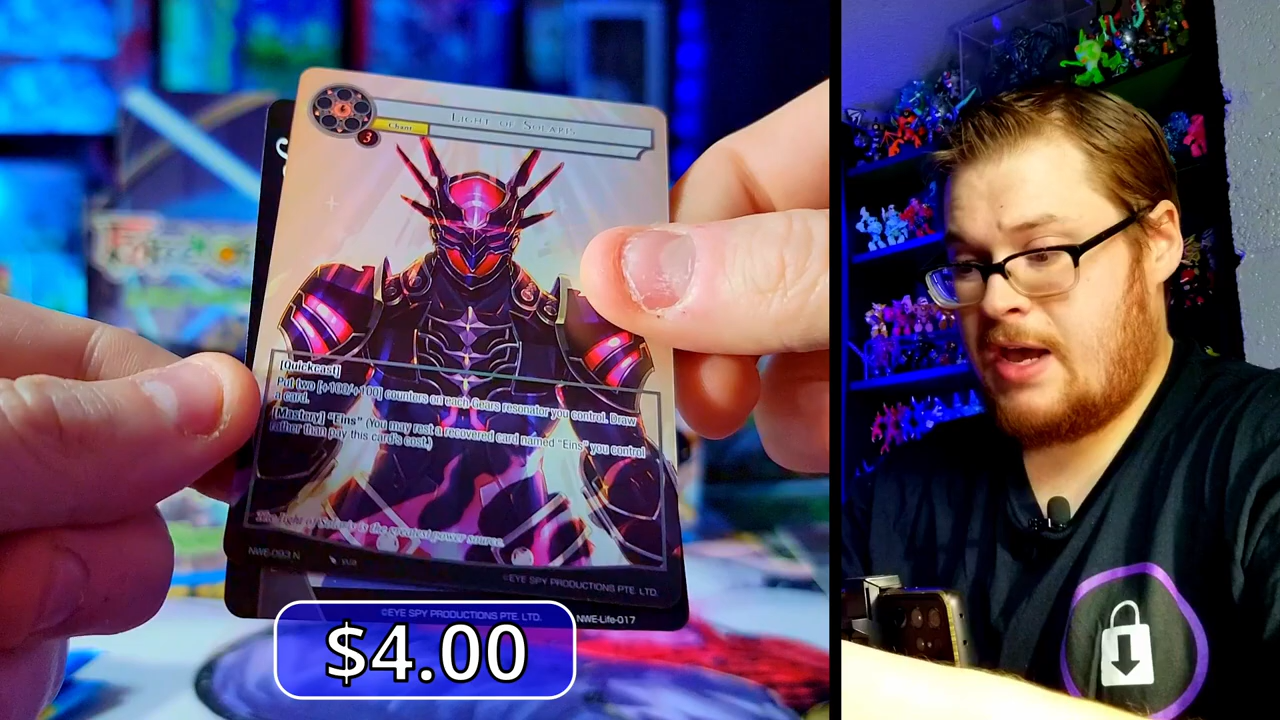 LIGHT OF SOLARIS
Chant
3
[Quickcast]
Put two [+100/+100] counters on each Gears resonator you control. Draw
a card.
[Mastery] "Eins" (You may rest a recovered card named "Eins" you control
rather than pay this card's cost.)
The light of Solaris is the greatest power source.
NWE-093 N
©EYE SPY PRODUCTIONS PTE. LTD.
©EYE SPY PRODUCTIONS PTE. LTD.
NWE-Life-017
$4.00